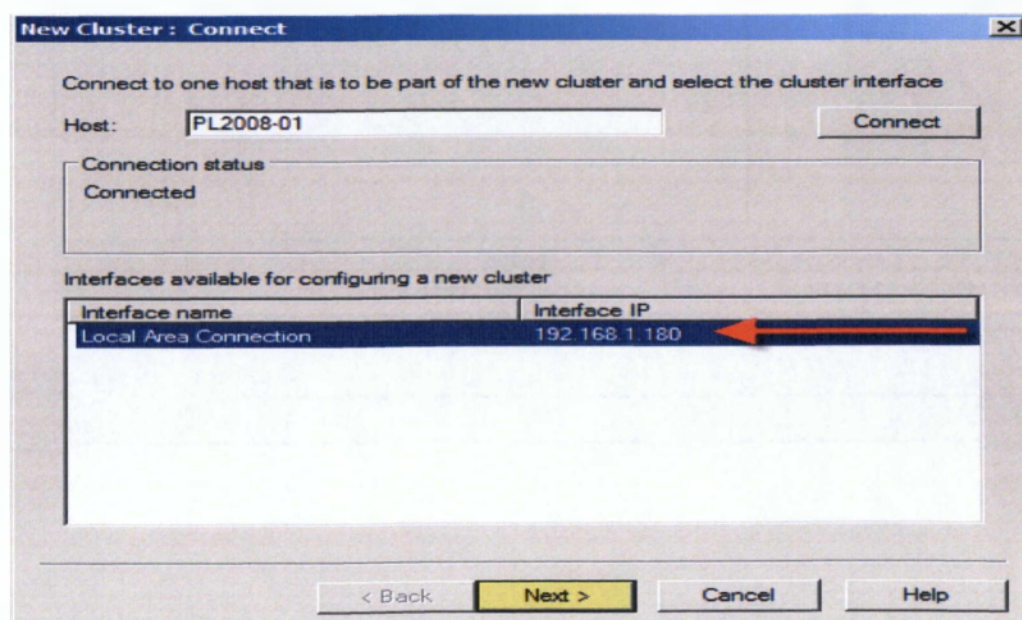 New Cluster : Connect
Connect to one host that is to be part of the new cluster and select the cluster interface
Host: PL2008-01 Connect
Connection status
Connected
Interfaces available for configuring a new cluster
Interface name Interface IP
Local Area Connection 192.168.1.180
< Back Next > Cancel Help